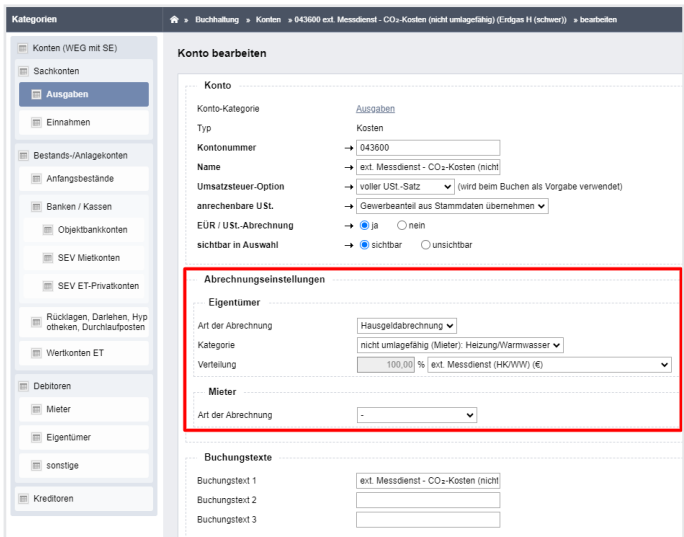 Kategorien
» Buchhaltung » Konten » 043600 ext. Messdienst - CO₂-Kosten (nicht umlagefähig) (Erdgas H (schwer)) » bearbeiten
Konten (WEG mit SE)
Sachkonten
Ausgaben
Einnahmen
Bestands-/Anlagekonten
Anfangsbestände
Banken / Kassen
Objektbankkonten
SEV Mietkonten
SEV ET-Privatkonten
Rücklagen, Darlehen, Hyp
otheken, Durchlaufposten
Wertkonten ET
Debitoren
Mieter
Eigentümer
sonstige
Kreditoren
Konto bearbeiten
Konto
Konto-Kategorie Ausgaben
Typ Kosten
Kontonummer → 043600
Name → ext. Messdienst - CO₂-Kosten (nicht
Umsatzsteuer-Option → voller USt.-Satz (wird beim Buchen als Vorgabe verwendet)
anrechenbare USt. → Gewerbeanteil aus Stammdaten übernehmen
EÜR / USt.-Abrechnung → ja nein
sichtbar in Auswahl → sichtbar unsichtbar
Abrechnungseinstellungen
Eigentümer
Art der Abrechnung Hausgeldabrechnung
Kategorie nicht umlagefähig (Mieter): Heizung/Warmwasser
Verteilung 100,00 % ext. Messdienst (HK/WW) (€)
Mieter
Art der Abrechnung -
Buchungstexte
Buchungstext 1 ext. Messdienst - CO₂-Kosten (nicht
Buchungstext 2
Buchungstext 3